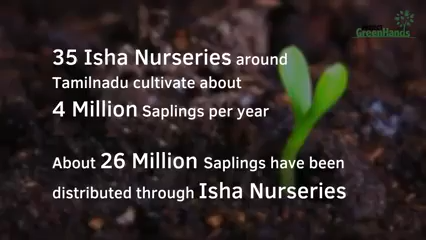 GreenHands
35 Isha Nurseries around
Tamilnadu cultivate about
4 Million Saplings per year
About 26 Million Saplings have been
distributed through Isha Nurseries